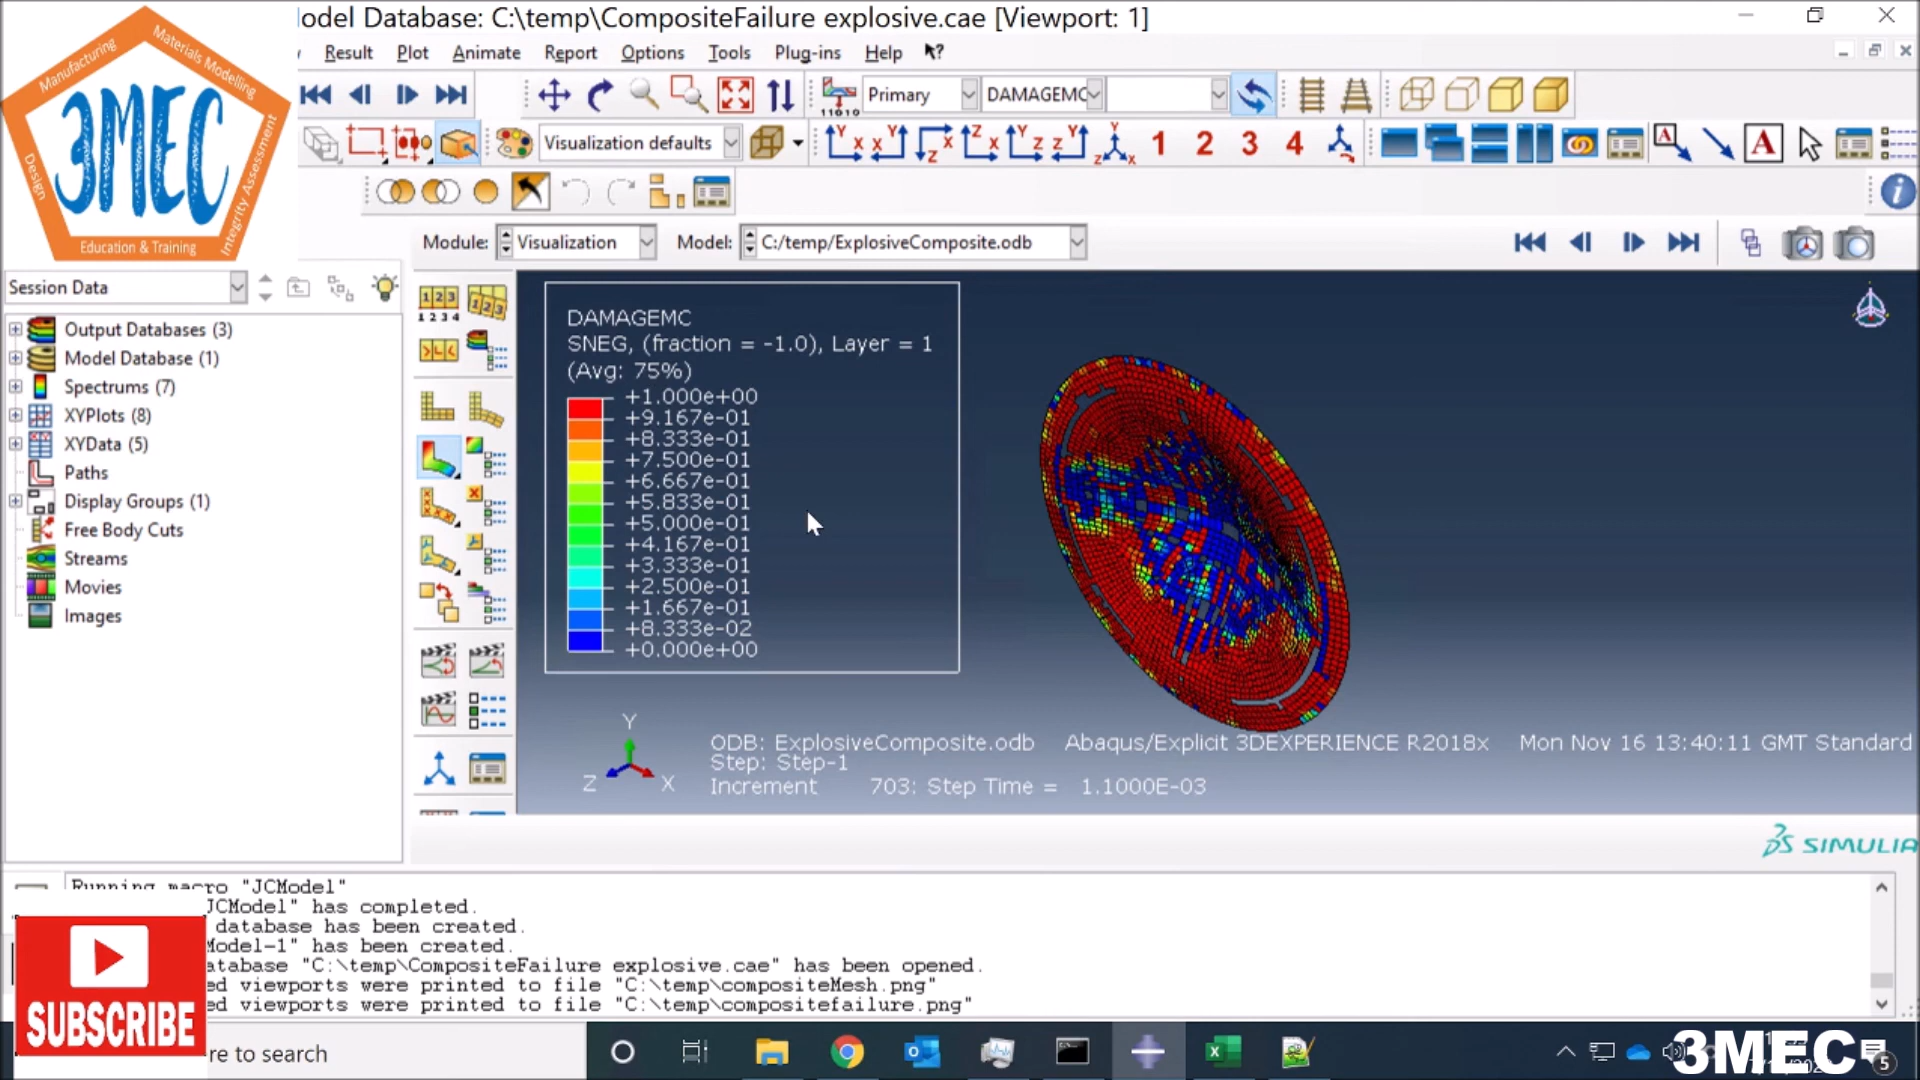 Model Database: C:\temp\CompositeFailure explosive.cae [Viewport: 1]
Result Plot Animate Report Options Tools Plug-ins Help
Manufacturing
Materials Modelling
3MEC
Design
Integrity Assessment
Education & Training
Primary DAMAGEMC
11010
Visualization defaults
1 2 3 4
Module: Visualization Model: C:/temp/ExplosiveComposite.odb
Session Data
Output Databases (3)
Model Database (1)
Spectrums (7)
XYPlots (8)
XYData (5)
Paths
Display Groups (1)
Free Body Cuts
Streams
Movies
Images
DAMAGEMC
SNEG, (fraction = -1.0), Layer = 1
(Avg: 75%)
+1.000e+00
+9.167e-01
+8.333e-01
+7.500e-01
+6.667e-01
+5.833e-01
+5.000e-01
+4.167e-01
+3.333e-01
+2.500e-01
+1.667e-01
+8.333e-02
+0.000e+00
Y
Z X
ODB: ExplosiveComposite.odb Abaqus/Explicit 3DEXPERIENCE R2018x Mon Nov 16 13:40:11 GMT Standard
Step: Step-1
Increment 703: Step Time = 1.1000E-03
SIMULIA
Running macro "JCModel"
JCModel" has completed.
database has been created.
Model-1" has been created.
atabase "C:\temp\CompositeFailure explosive.cae" has been opened.
ed viewports were printed to file "C:\temp\compositeMesh.png"
ed viewports were printed to file "C:\temp\compositefailure.png"
SUBSCRIBE
re to search
3MEC
5